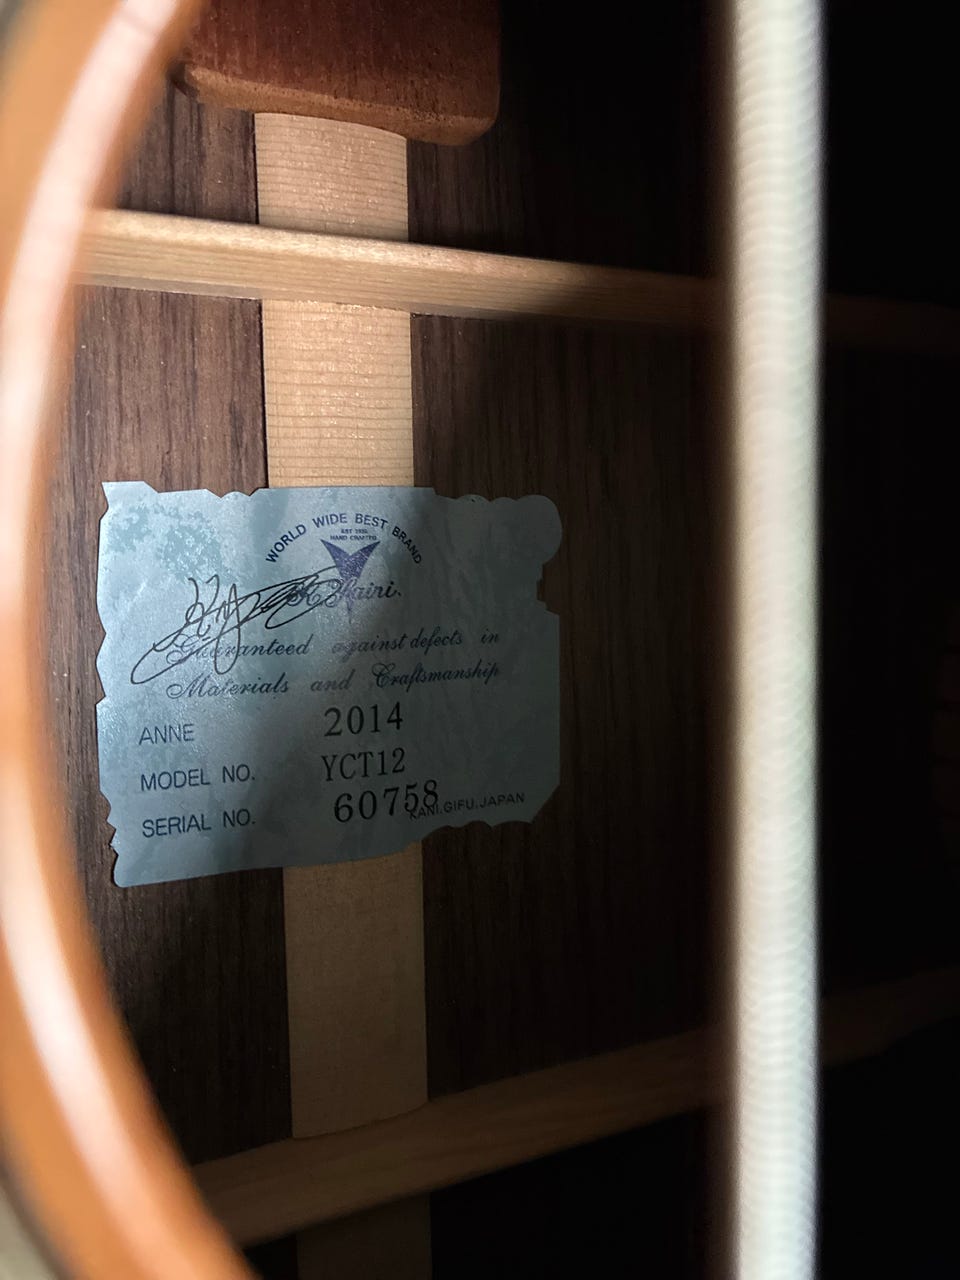 WORLD WIDE BEST BRAND
EST 1935
HAND CRAFTED
K.Yairi.
Guaranteed against defects in
Materials and Craftsmanship
ANNE 2014
MODEL NO. YCT12
SERIAL NO. 60758
KANI.GIFU.JAPAN